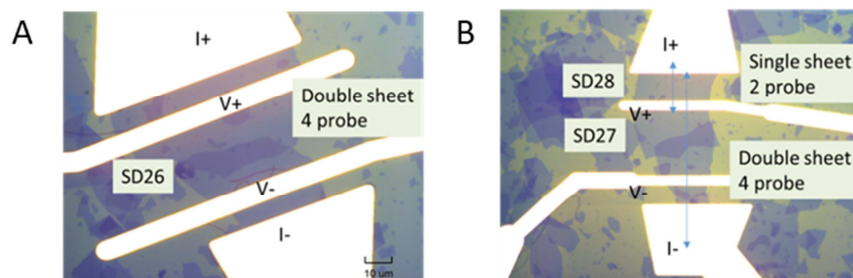 A
I+
V+
Double sheet
4 probe
SD26
V-
I-
10 um
B
I+
Single sheet
2 probe
SD28
V+
SD27
Double sheet
4 probe
V-
I-